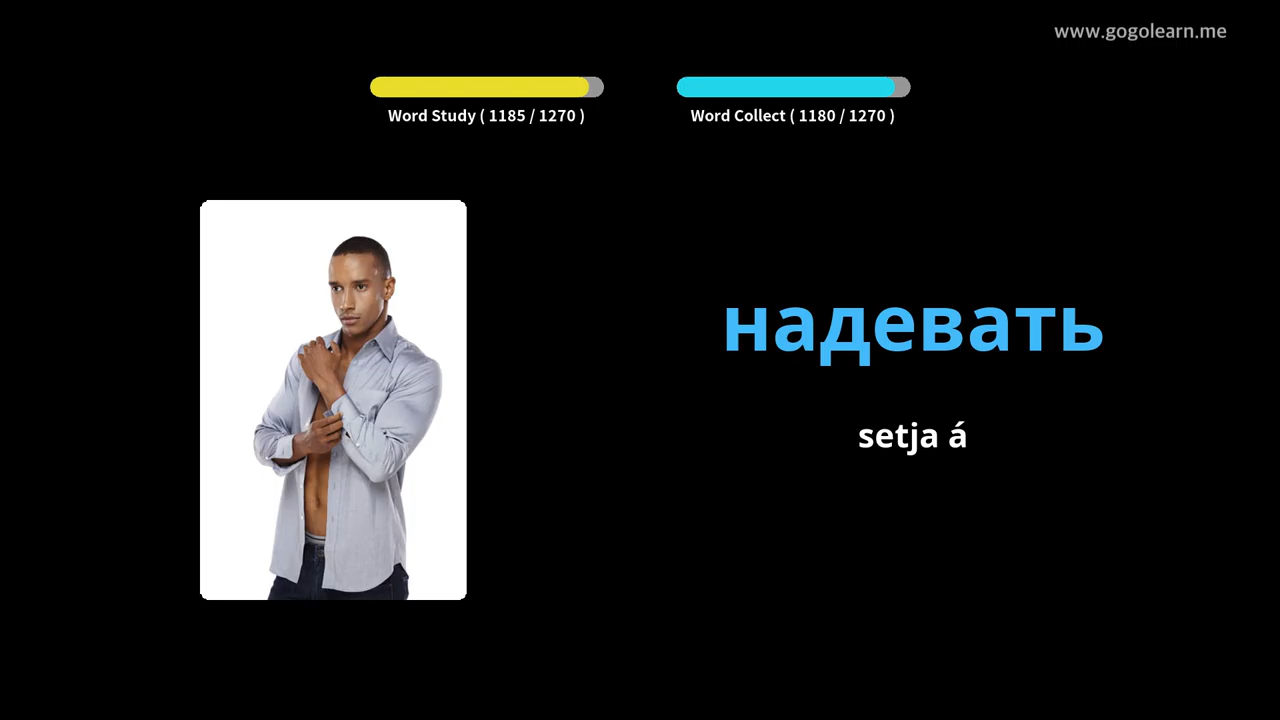 www.gogolearn.me
Word Study ( 1185 / 1270 )
Word Collect ( 1180 / 1270 )
надевать
setja á